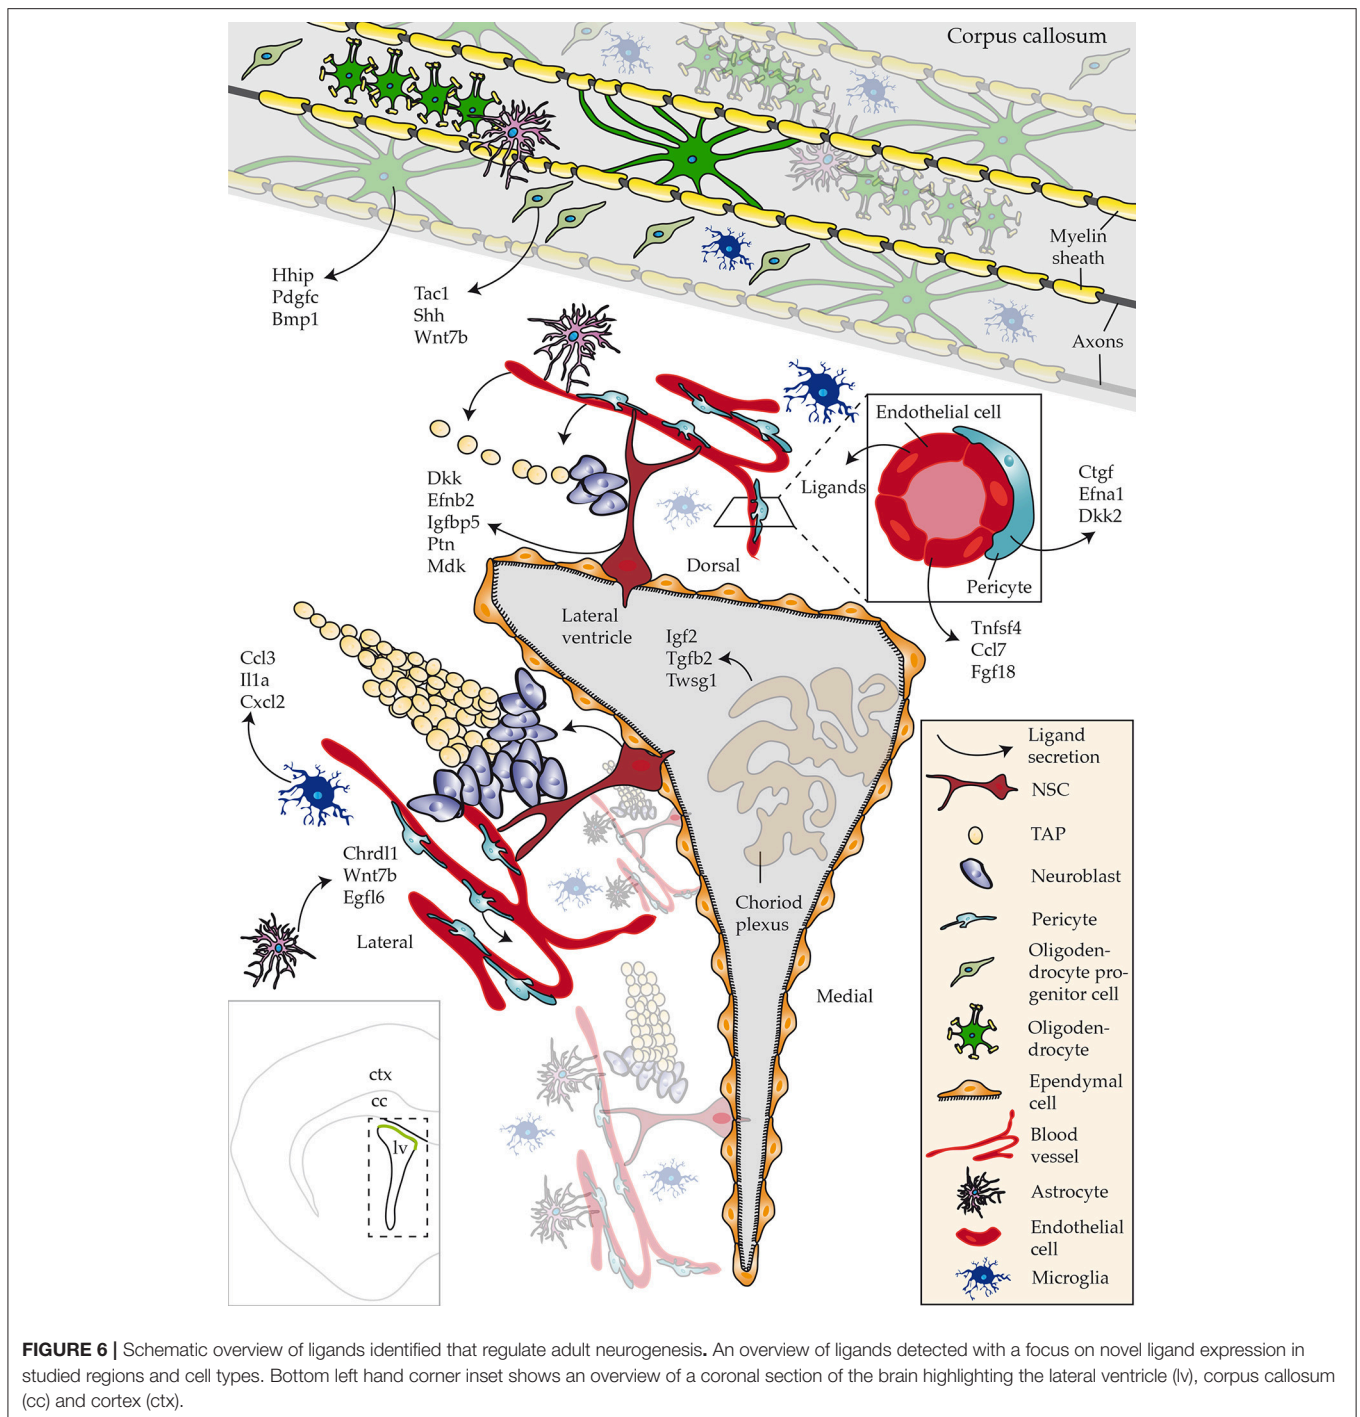 Corpus callosum
Myelin
sheath
Axons
Hhip
Pdgfc
Bmp1
Tac1
Shh
Wnt7b
Endothelial cell
Ligands
Pericyte
Ctgf
Efna1
Dkk2
Tnfsf4
Ccl7
Fgf18
Dkk
Efnb2
Igfbp5
Ptn
Mdk
Dorsal
Lateral
ventricle
Igf2
Tgfb2
Twsg1
Ccl3
Il1a
Cxcl2
Chrdl1
Wnt7b
Egfl6
Lateral
Choriod
plexus
Medial
ctx
cc
lv
Ligand
secretion
NSC
TAP
Neuroblast
Pericyte
Oligoden-
drocyte pro-
genitor cell
Oligoden-
drocyte
Ependymal
cell
Blood
vessel
Astrocyte
Endothelial
cell
Microglia
FIGURE 6 | Schematic overview of ligands identified that regulate adult neurogenesis. An overview of ligands detected with a focus on novel ligand expression in
studied regions and cell types. Bottom left hand corner inset shows an overview of a coronal section of the brain highlighting the lateral ventricle (lv), corpus callosum
(cc) and cortex (ctx).